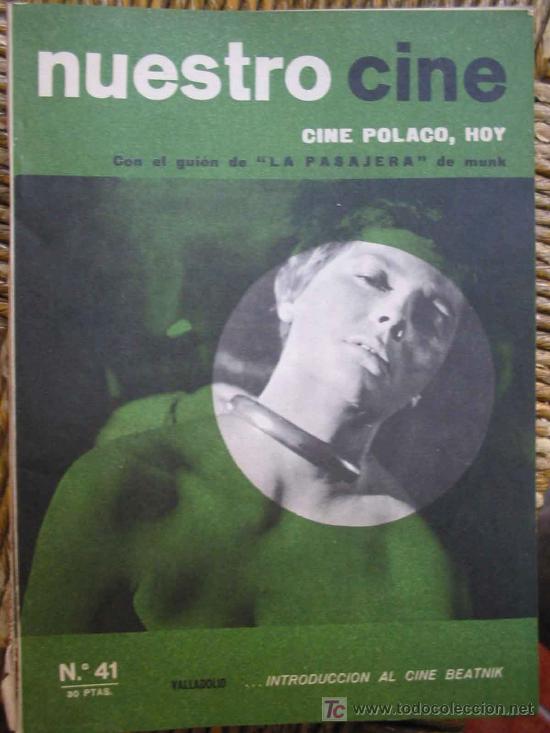 nuestro cine
CINE POLACO, HOY
Con el guión de "LA PASAJERA" de munk
N.º 41
30 PTAS.
VALLADOLID ...INTRODUCCION AL CINE BEATNIK
TC www.todocoleccion.net